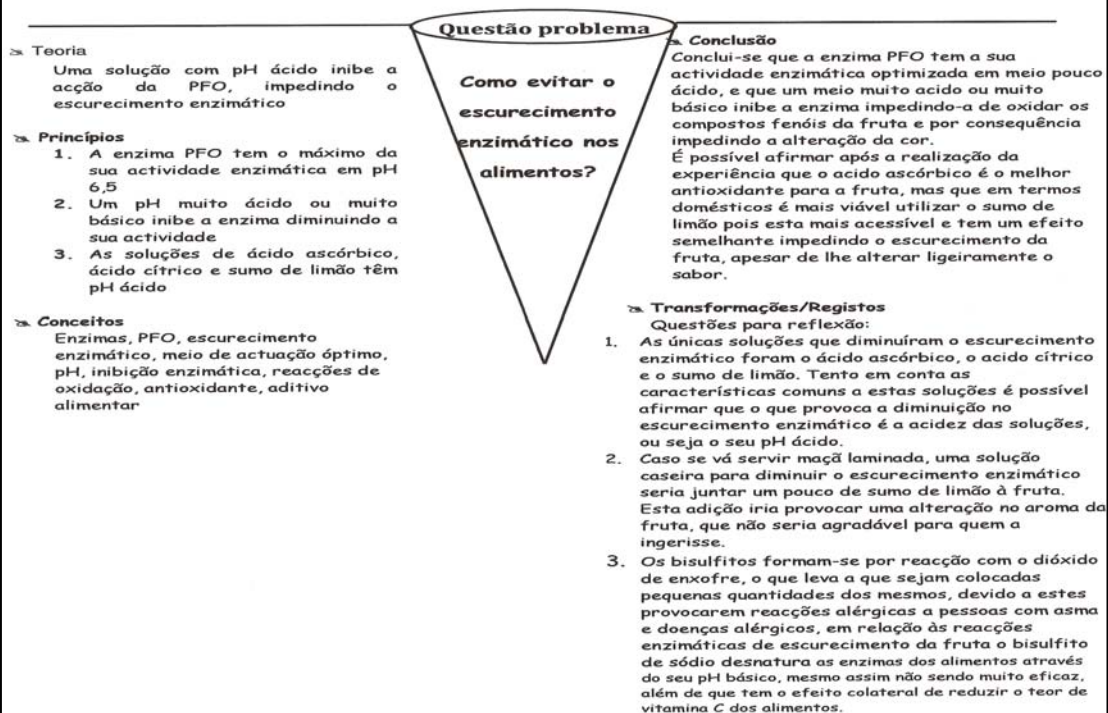 Questão problema
Como evitar o
escurecimento
enzimático nos
alimentos?
Teoria
Uma solução com pH ácido inibe a
acção da PFO, impedindo o
escurecimento enzimático
Princípios
1. A enzima PFO tem o máximo da
sua actividade enzimática em pH
6,5
2. Um pH muito ácido ou muito
básico inibe a enzima diminuindo a
sua actividade
3. As soluções de ácido ascórbico,
ácido cítrico e sumo de limão têm
pH ácido
Conceitos
Enzimas, PFO, escurecimento
enzimático, meio de actuação óptimo,
pH, inibição enzimática, reacções de
oxidação, antioxidante, aditivo
alimentar
Conclusão
Conclui-se que a enzima PFO tem a sua
actividade enzimática optimizada em meio pouco
ácido, e que um meio muito acido ou muito
básico inibe a enzima impedindo-a de oxidar os
compostos fenóis da fruta e por consequência
impedindo a alteração da cor.
É possível afirmar após a realização da
experiência que o acido ascórbico é o melhor
antioxidante para a fruta, mas que em termos
domésticos é mais viável utilizar o sumo de
limão pois esta mais acessível e tem um efeito
semelhante impedindo o escurecimento da
fruta, apesar de lhe alterar ligeiramente o
sabor.
Transformações/Registos
Questões para reflexão:
1. As únicas soluções que diminuíram o escurecimento
enzimático foram o ácido ascórbico, o acido cítrico
e o sumo de limão. Tento em conta as
características comuns a estas soluções é possível
afirmar que o que provoca a diminuição no
escurecimento enzimático é a acidez das soluções,
ou seja o seu pH ácido.
2. Caso se vá servir maçã laminada, uma solução
caseira para diminuir o escurecimento enzimático
seria juntar um pouco de sumo de limão à fruta.
Esta adição iria provocar uma alteração no aroma da
fruta, que não seria agradável para quem a
ingerisse.
3. Os bisulfitos formam-se por reacção com o dióxido
de enxofre, o que leva a que sejam colocadas
pequenas quantidades dos mesmos, devido a estes
provocarem reacções alérgicas a pessoas com asma
e doenças alérgicos, em relação às reacções
enzimáticas de escurecimento da fruta o bisulfito
de sódio desnatura as enzimas dos alimentos através
do seu pH básico, mesmo assim não sendo muito eficaz,
além de que tem o efeito colateral de reduzir o teor de
vitamina C dos alimentos.